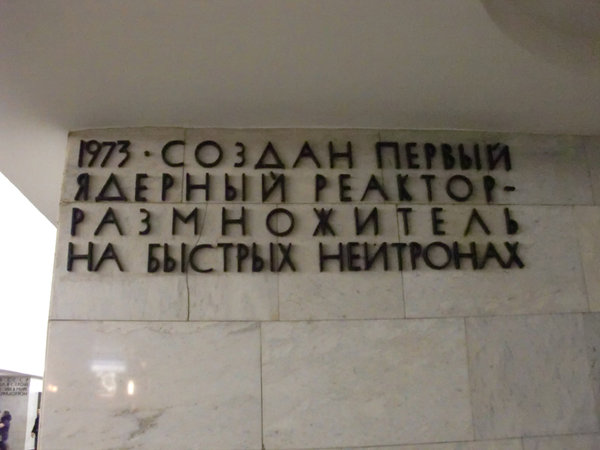 1973 · СОЗДАН ПЕРВЫЙ
ЯДЕРНЫЙ РЕАКТОР-
РАЗМНОЖИТЕЛЬ
НА БЫСТРЫХ НЕЙТРОНАХ